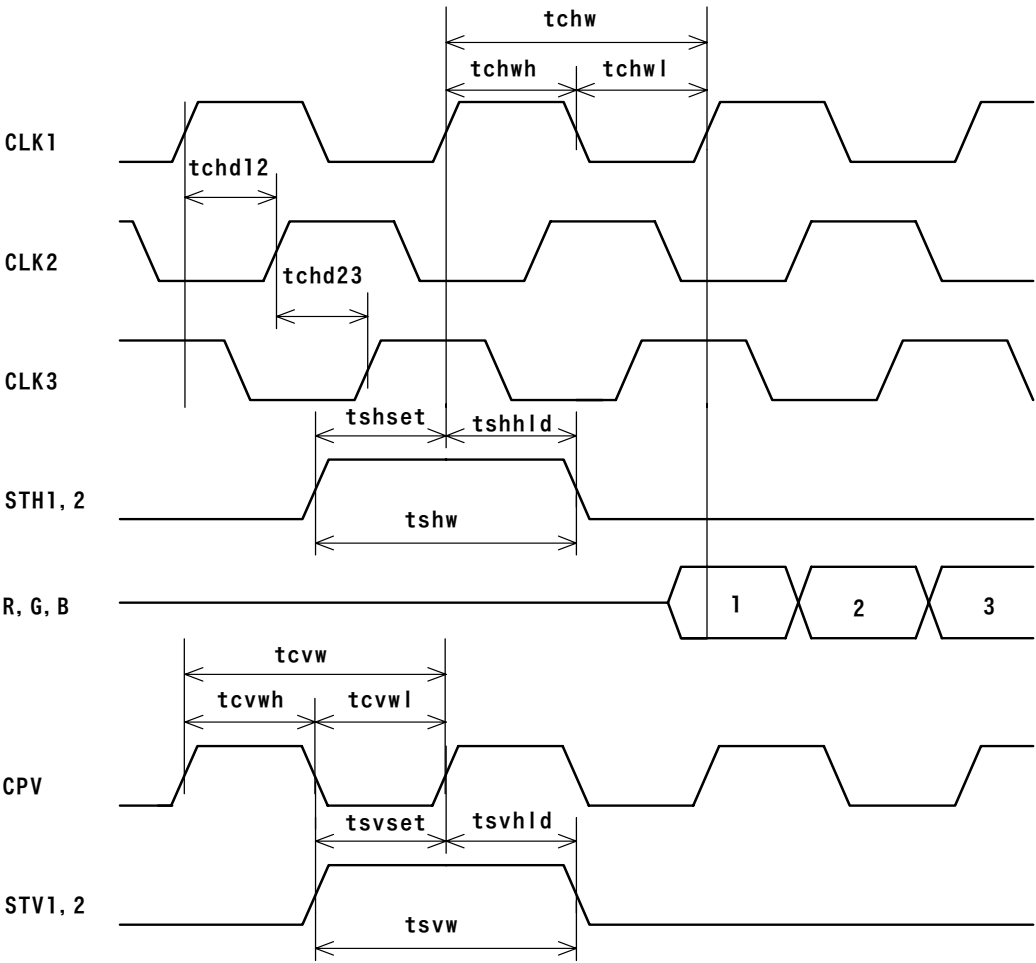 tchw
tchwh tchwl
CLK1
tchd12
CLK2
tchd23
CLK3
tshset tshhld
STH1, 2
tshw
R, G, B 1 2 3
tcvw
tcvwh tcvwl
CPV
tsvset tsvhld
STV1, 2
tsvw